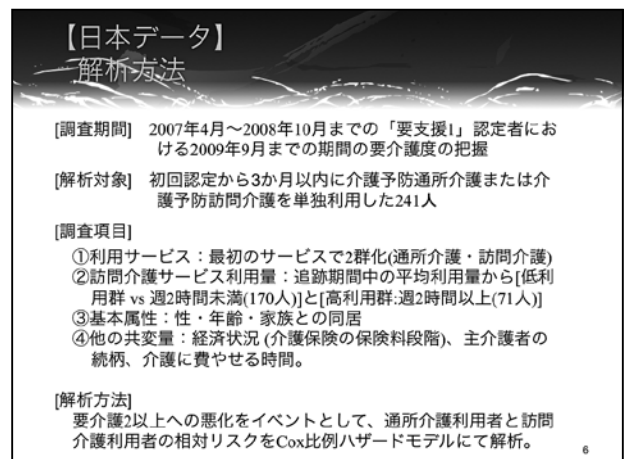 【日本データ】
解析方法
[調査期間] 2007年4月～2008年10月までの「要支援1」認定者にお
ける2009年9月までの期間の要介護度の把握
[解析対象] 初回認定から3か月以内に介護予防通所介護または介
護予防訪問介護を単独利用した241人
[調査項目]
①利用サービス：最初のサービスで2群化(通所介護・訪問介護)
②訪問介護サービス利用量：追跡期間中の平均利用量から[低利
用群 vs 週2時間未満(170人)]と[高利用群:週2時間以上(71人)]
③基本属性：性・年齢・家族との同居
④他の共変量：経済状況 (介護保険の保険料段階)、主介護者の
続柄、介護に費やせる時間。
[解析方法]
要介護2以上への悪化をイベントとして、通所介護利用者と訪問
介護利用者の相対リスクをCox比例ハザードモデルにて解析。
6